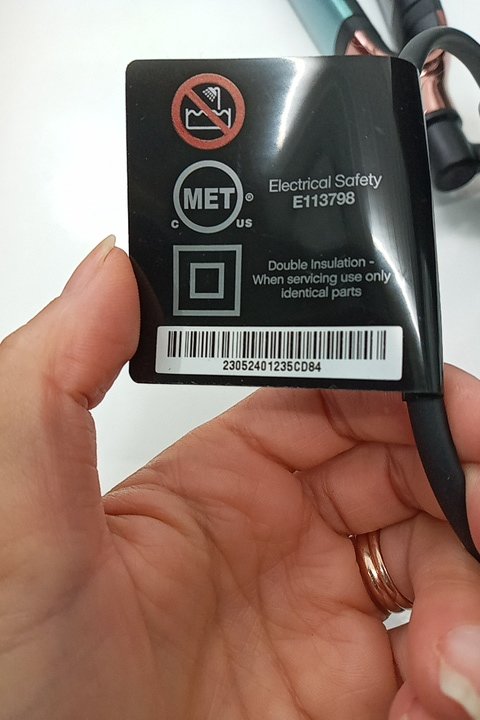 MET®
C US
Electrical Safety
E113798
Double Insulation -
When servicing use only
identical parts
23052401235CD84